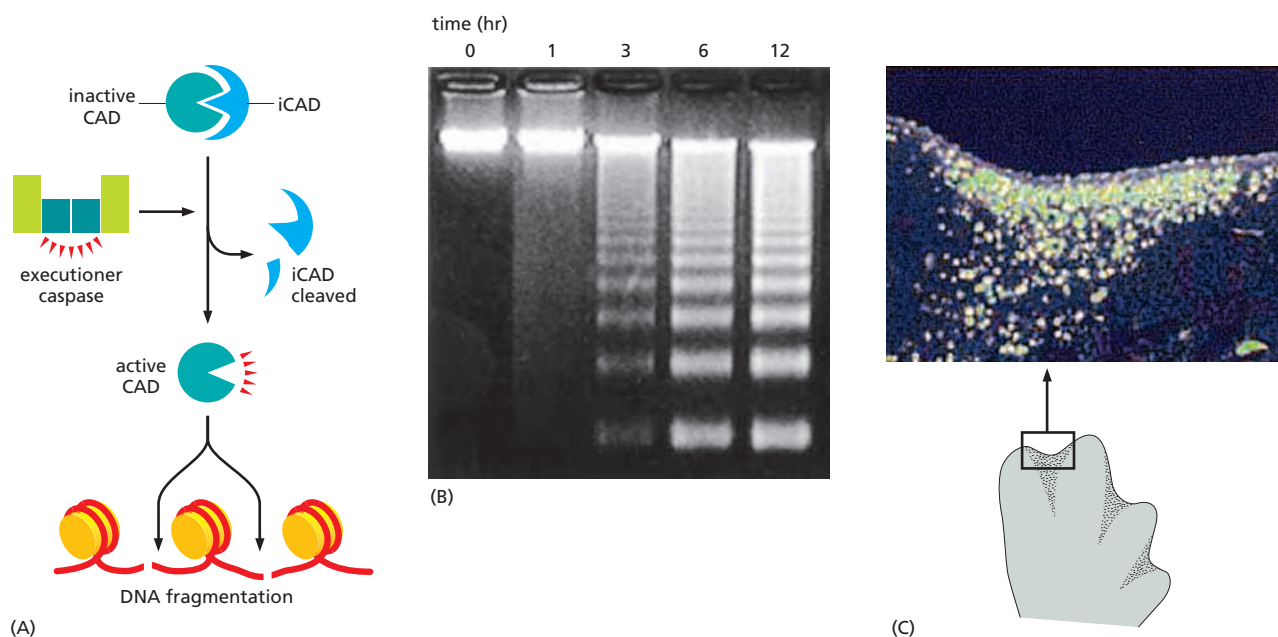 inactive
CAD
iCAD
executioner
caspase
iCAD
cleaved
active
CAD
DNA fragmentation
(A)
time (hr)
0 1 3 6 12
(B)
(C)